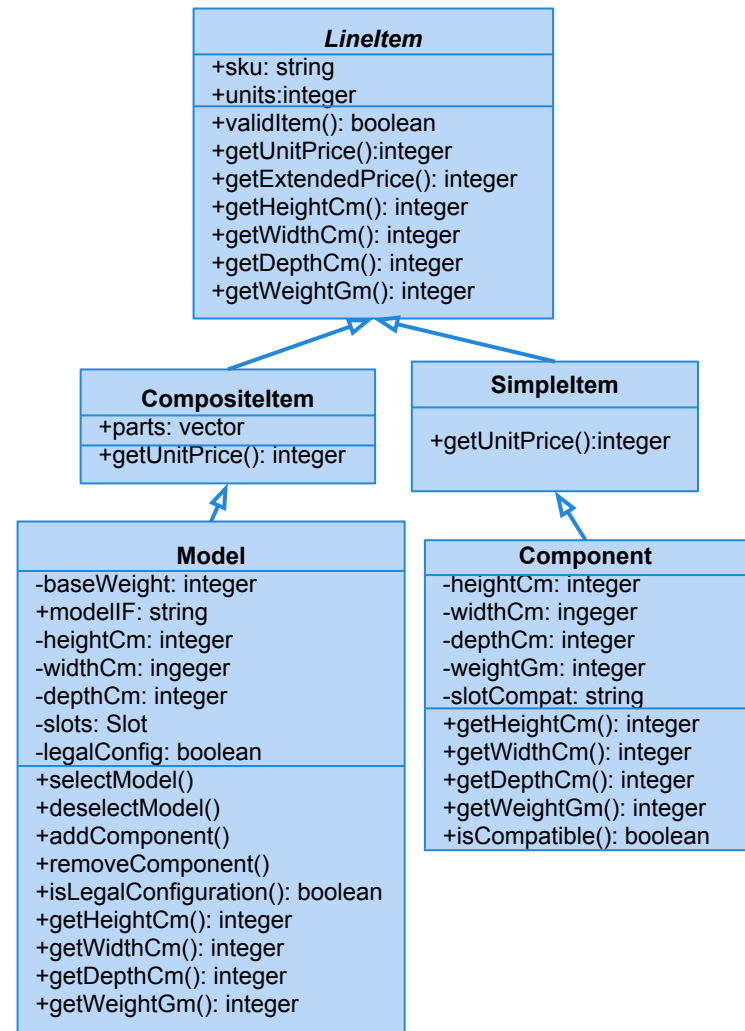 LineItem
+sku: string
+units:integer
+validItem(): boolean
+getUnitPrice():integer
+getExtendedPrice(): integer
+getHeightCm(): integer
+getWidthCm(): integer
+getDepthCm(): integer
+getWeightGm(): integer
CompositeItem
+parts: vector
+getUnitPrice(): integer
SimpleItem
+getUnitPrice():integer
Model
-baseWeight: integer
+modelIF: string
-heightCm: integer
-widthCm: ingeger
-depthCm: integer
-slots: Slot
-legalConfig: boolean
+selectModel()
+deselectModel()
+addComponent()
+removeComponent()
+isLegalConfiguration(): boolean
+getHeightCm(): integer
+getWidthCm(): integer
+getDepthCm(): integer
+getWeightGm(): integer
Component
-heightCm: integer
-widthCm: ingeger
-depthCm: integer
-weightGm: integer
-slotCompat: string
+getHeightCm(): integer
+getWidthCm(): integer
+getDepthCm(): integer
+getWeightGm(): integer
+isCompatible(): boolean